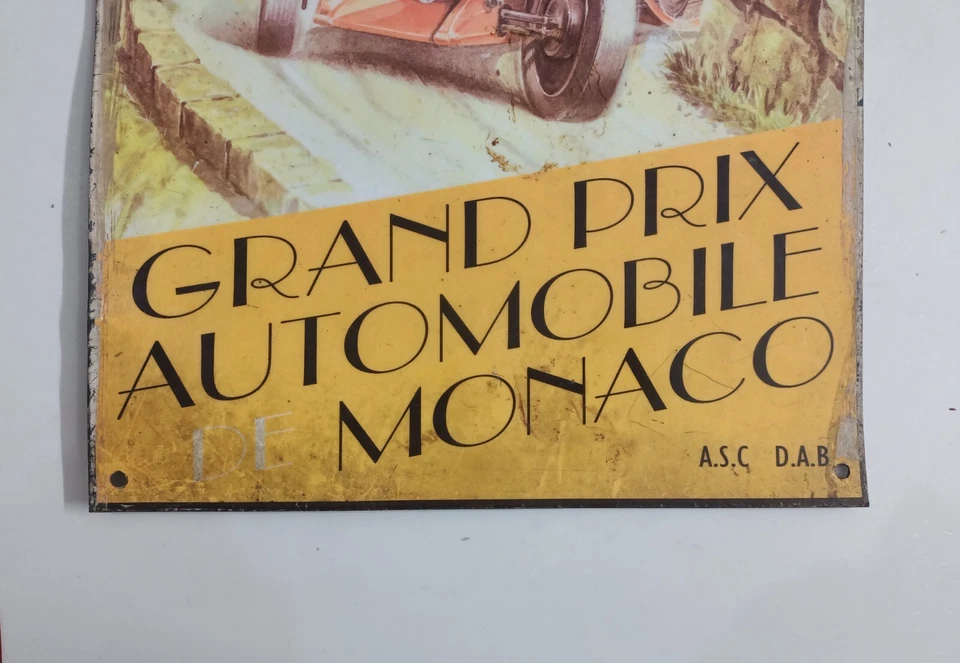 GRAND PRIX
AUTOMOBILE
DE MONACO
A.S.C D.A.B